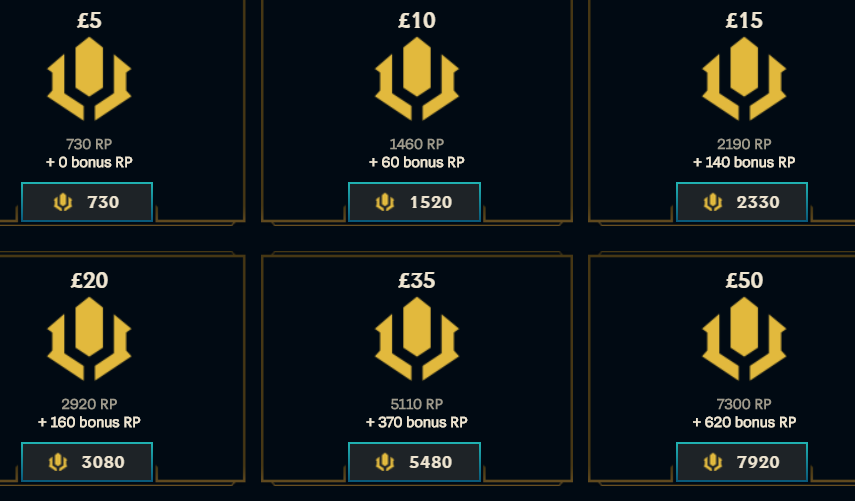 £5
730 RP
+ 0 bonus RP
730
£10
1460 RP
+ 60 bonus RP
1520
£15
2190 RP
+ 140 bonus RP
2330
£20
2920 RP
+ 160 bonus RP
3080
£35
5110 RP
+ 370 bonus RP
5480
£50
7300 RP
+ 620 bonus RP
7920